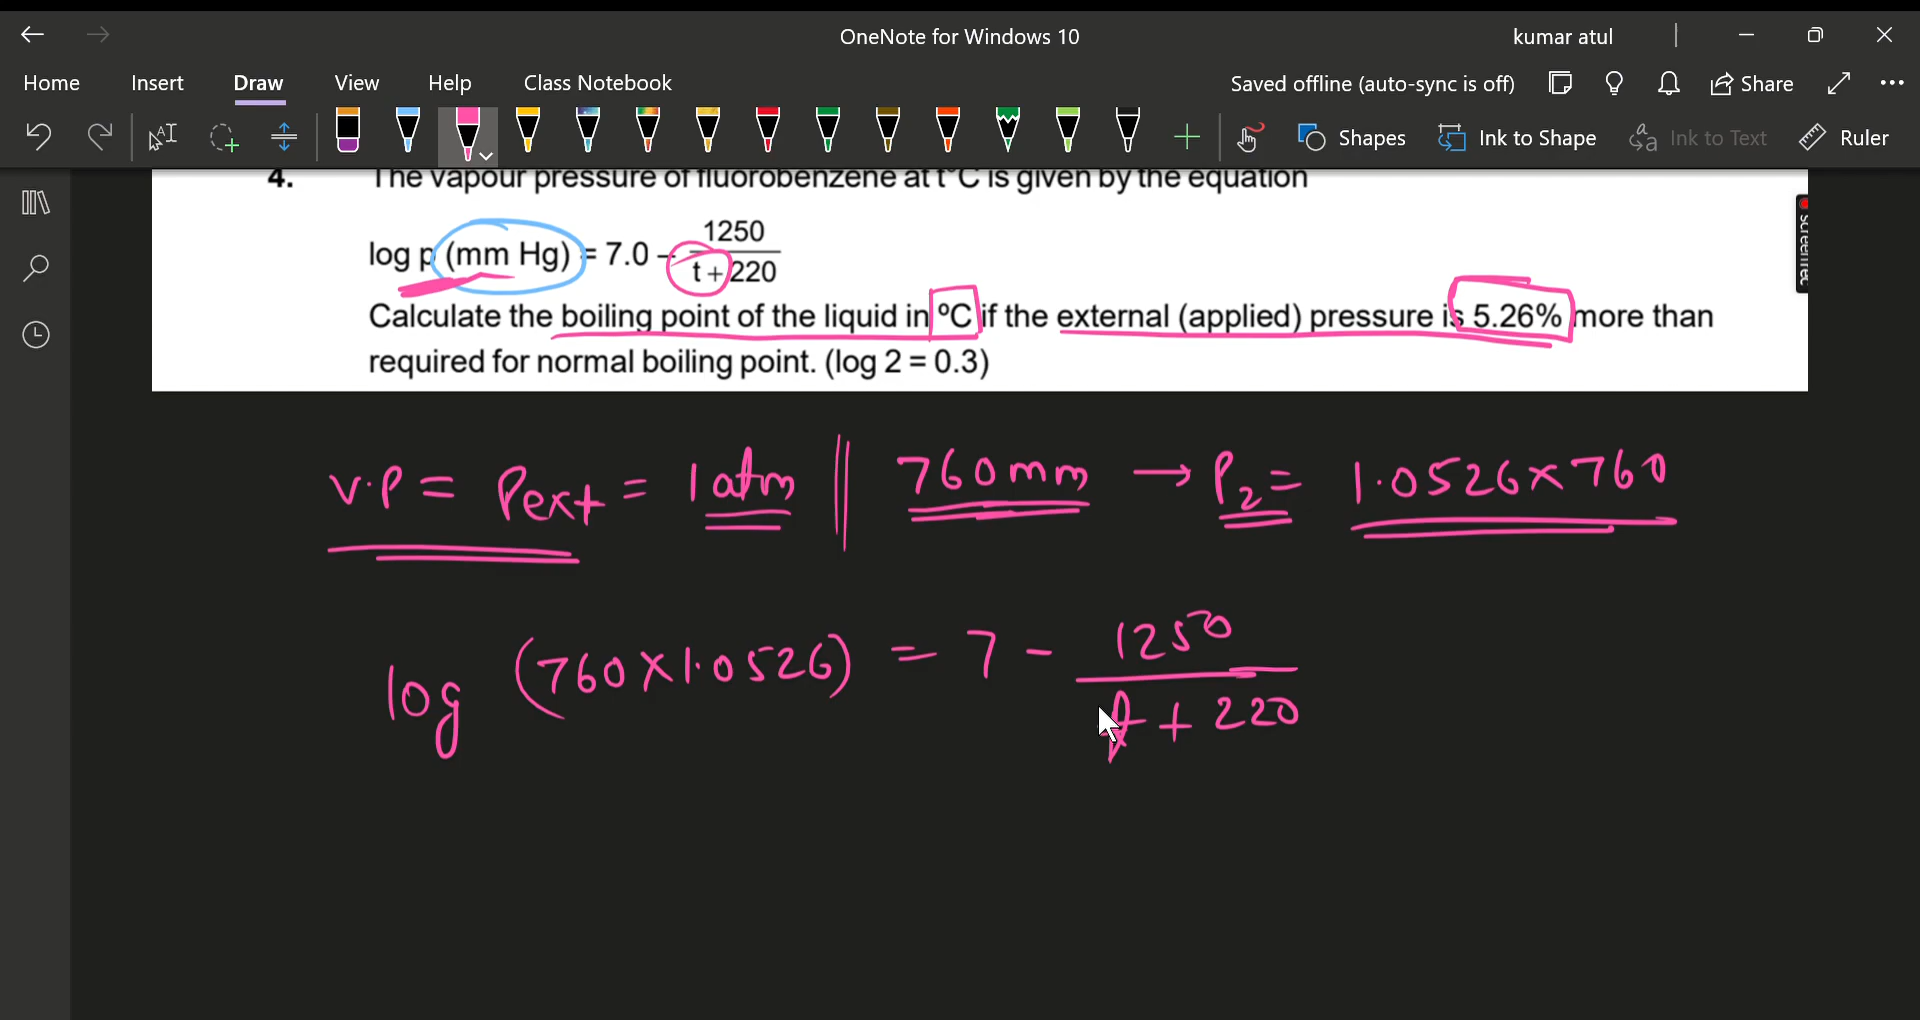 OneNote for Windows 10 kumar atul
Home Insert Draw View Help Class Notebook Saved offline (auto-sync is off) Share
Shapes Ink to Shape Ink to Text Ruler
4. The vapour pressure of fluorobenzene at t°C is given by the equation
log p (mm Hg) = 7.0 - 1250 / t + 220
Calculate the boiling point of the liquid in ºC if the external (applied) pressure is 5.26% more than
required for normal boiling point. (log 2 = 0.3)
V.P = Pext = 1 atm || 760 mm → P2 = 1.0526 × 760
log (760 × 1.0526) = 7 - 1250 / t + 220